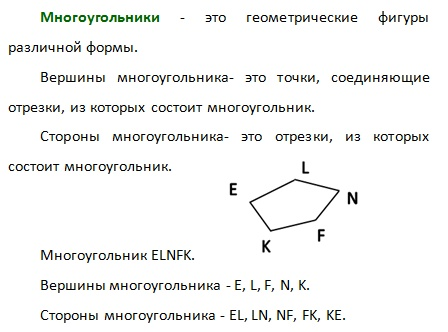 Многоугольники - это геометрические фигуры
различной формы.
Вершины многоугольника- это точки, соединяющие
отрезки, из которых состоит многоугольник.
Стороны многоугольника- это отрезки, из которых
состоит многоугольник.
L
E
N
F
K
Многоугольник ELNFK.
Вершины многоугольника - E, L, F, N, K.
Стороны многоугольника - EL, LN, NF, FK, KE.